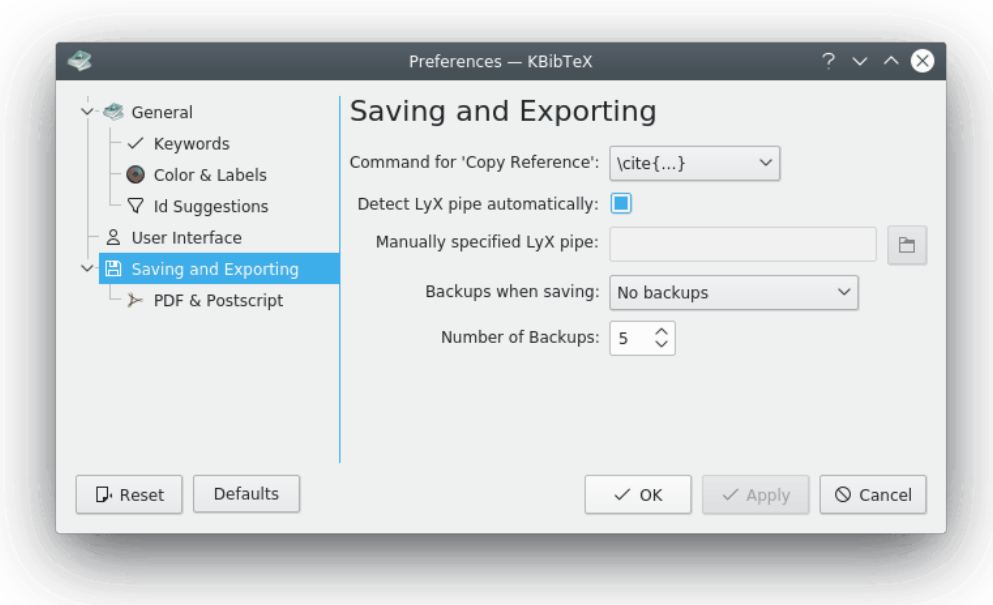 Preferences — KBibTeX
General
Keywords
Color & Labels
Id Suggestions
User Interface
Saving and Exporting
PDF & Postscript
Saving and Exporting
Command for 'Copy Reference': \cite{...}
Detect LyX pipe automatically:
Manually specified LyX pipe:
Backups when saving: No backups
Number of Backups: 5
Reset Defaults OK Apply Cancel